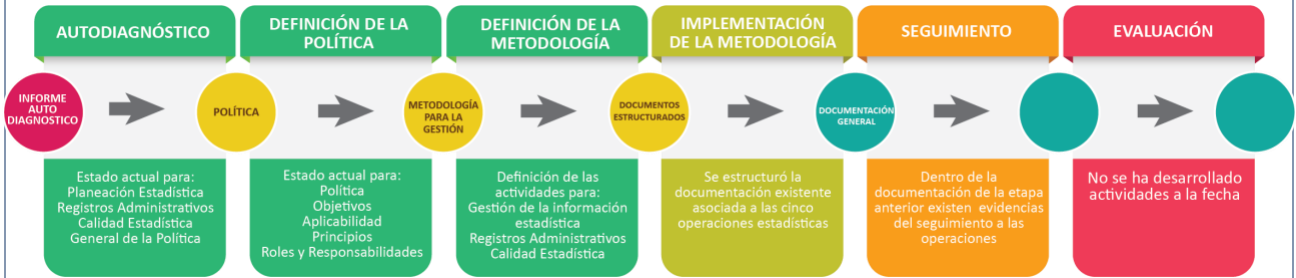 AUTODIAGNÓSTICO
DEFINICIÓN DE LA
POLÍTICA
DEFINICIÓN DE LA
METODOLOGÍA
IMPLEMENTACIÓN
DE LA METODOLOGÍA
SEGUIMIENTO
EVALUACIÓN
INFORME
AUTO
DIAGNOSTICO
POLÍTICA
METODOLOGÍA
PARA LA
GESTIÓN
DOCUMENTOS
ESTRUCTURADOS
DOCUMENTACIÓN
GENERAL
Estado actual para:
Planeación Estadística
Registros Administrativos
Calidad Estadística
General de la Política
Estado actual para:
Política
Objetivos
Aplicabilidad
Principios
Roles y Responsabilidades
Definición de las
actividades para:
Gestión de la información
estadística
Registros Administrativos
Calidad Estadística
Se estructuró la
documentación existente
asociada a las cinco
operaciones estadísticas
Dentro de la
documentación de la etapa
anterior existen evidencias
del seguimiento a las
operaciones
No se ha desarrollado
actividades a la fecha